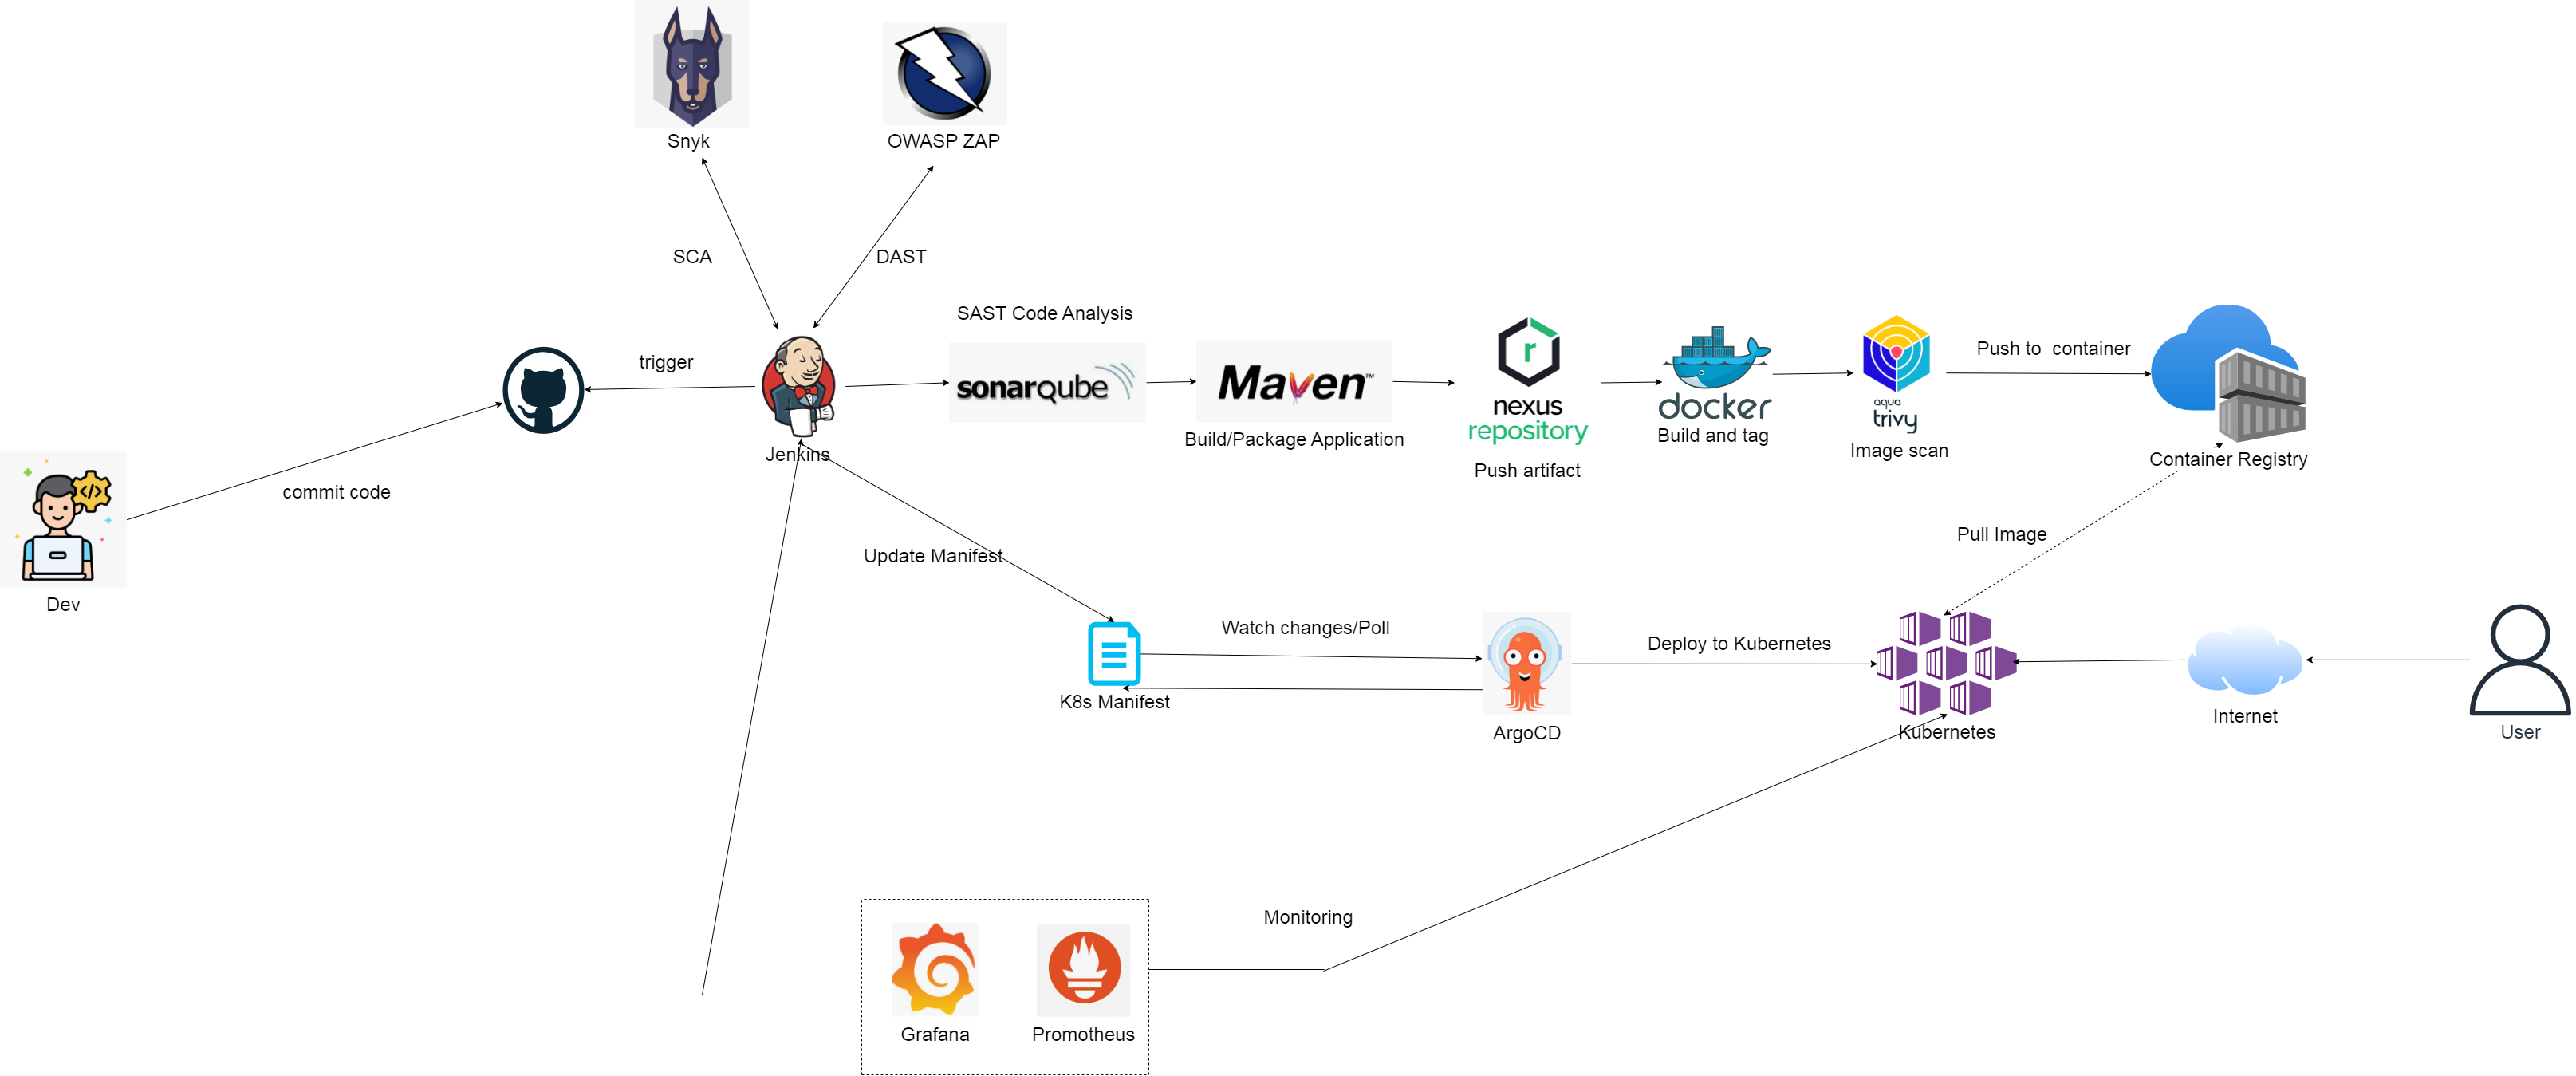 Snyk
OWASP ZAP
SCA
DAST
SAST Code Analysis
trigger
Push to container
sonarqube
Maven™
r
nexus
repository
docker
aqua
trivy
Jenkins
Build/Package Application
Push artifact
Build and tag
Image scan
Container Registry
commit code
</>
Dev
Update Manifest
Pull Image
Watch changes/Poll
Deploy to Kubernetes
K8s Manifest
ArgoCD
Kubernetes
Internet
User
Monitoring
Grafana
Promotheus